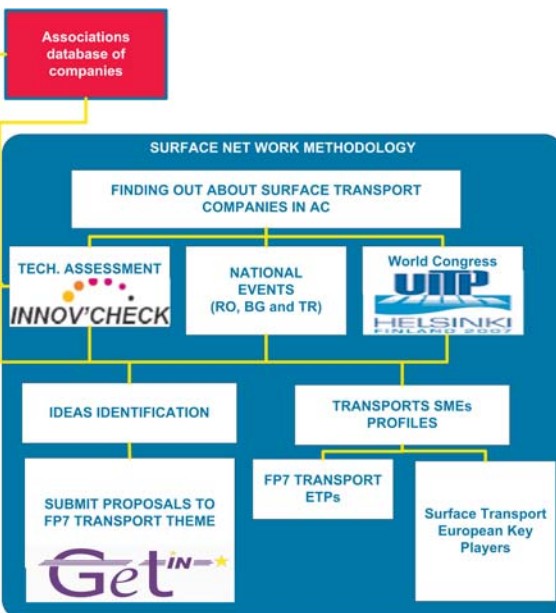 Associations
database of
companies
SURFACE NET WORK METHODOLOGY
FINDING OUT ABOUT SURFACE TRANSPORT
COMPANIES IN AC
TECH. ASSESSMENT
INNOV'CHECK
NATIONAL
EVENTS
(RO, BG and TR)
World Congress
UITP
HELSINKI
FINLAND 2007
IDEAS IDENTIFICATION
TRANSPORTS SMEs
PROFILES
SUBMIT PROPOSALS TO
FP7 TRANSPORT THEME
Get IN
FP7 TRANSPORT
ETPs
Surface Transport
European Key
Players